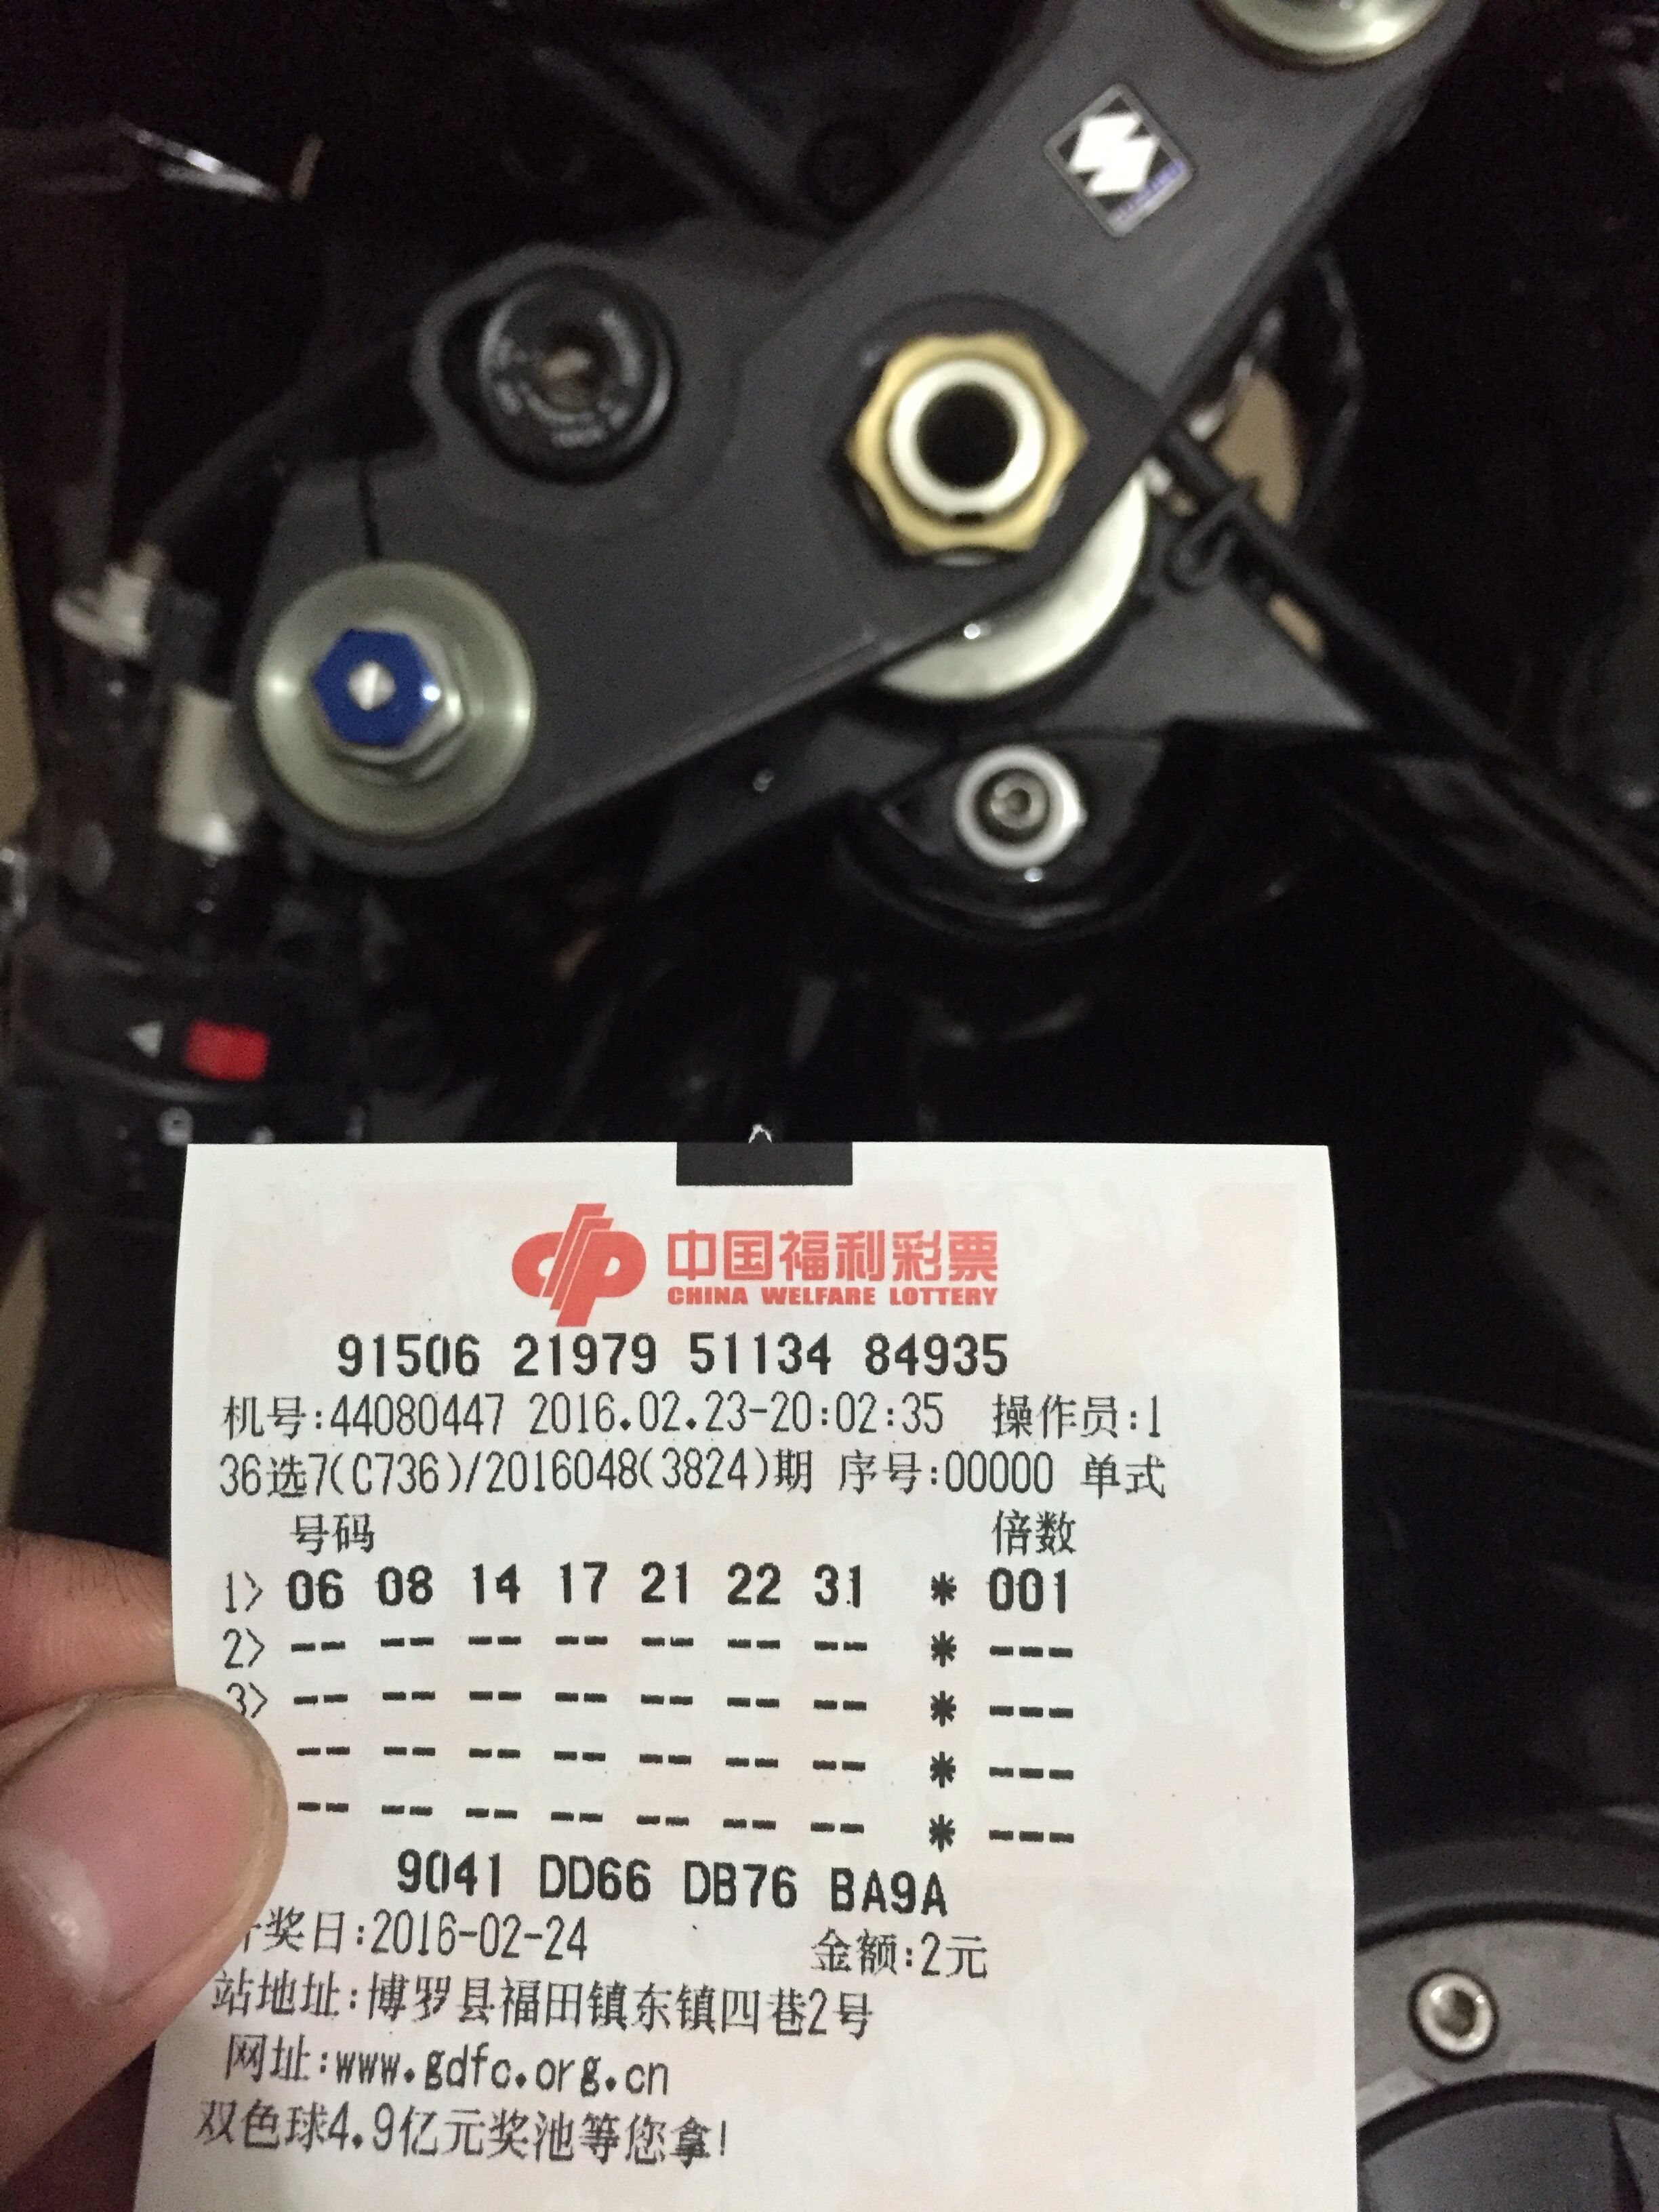 中国福利彩票
CHINA WELFARE LOTTERY
91506 21979 51134 84935
机号:44080447 2016.02.23-20:02:35 操作员:1
36选7(C736)/2016048(3824)期 序号:00000 单式
号码 倍数
1> 06 08 14 17 21 22 31 * 001
2> -- -- -- -- -- -- -- * ---
3> -- -- -- -- -- -- -- * ---
-- -- -- -- -- -- -- * ---
-- -- -- -- -- -- -- * ---
9041 DD66 DB76 BA9A
奖日:2016-02-24 金额:2元
站地址:博罗县福田镇东镇四巷2号
网址:www.gdfc.org.cn
双色球4.9亿元奖池等您拿!